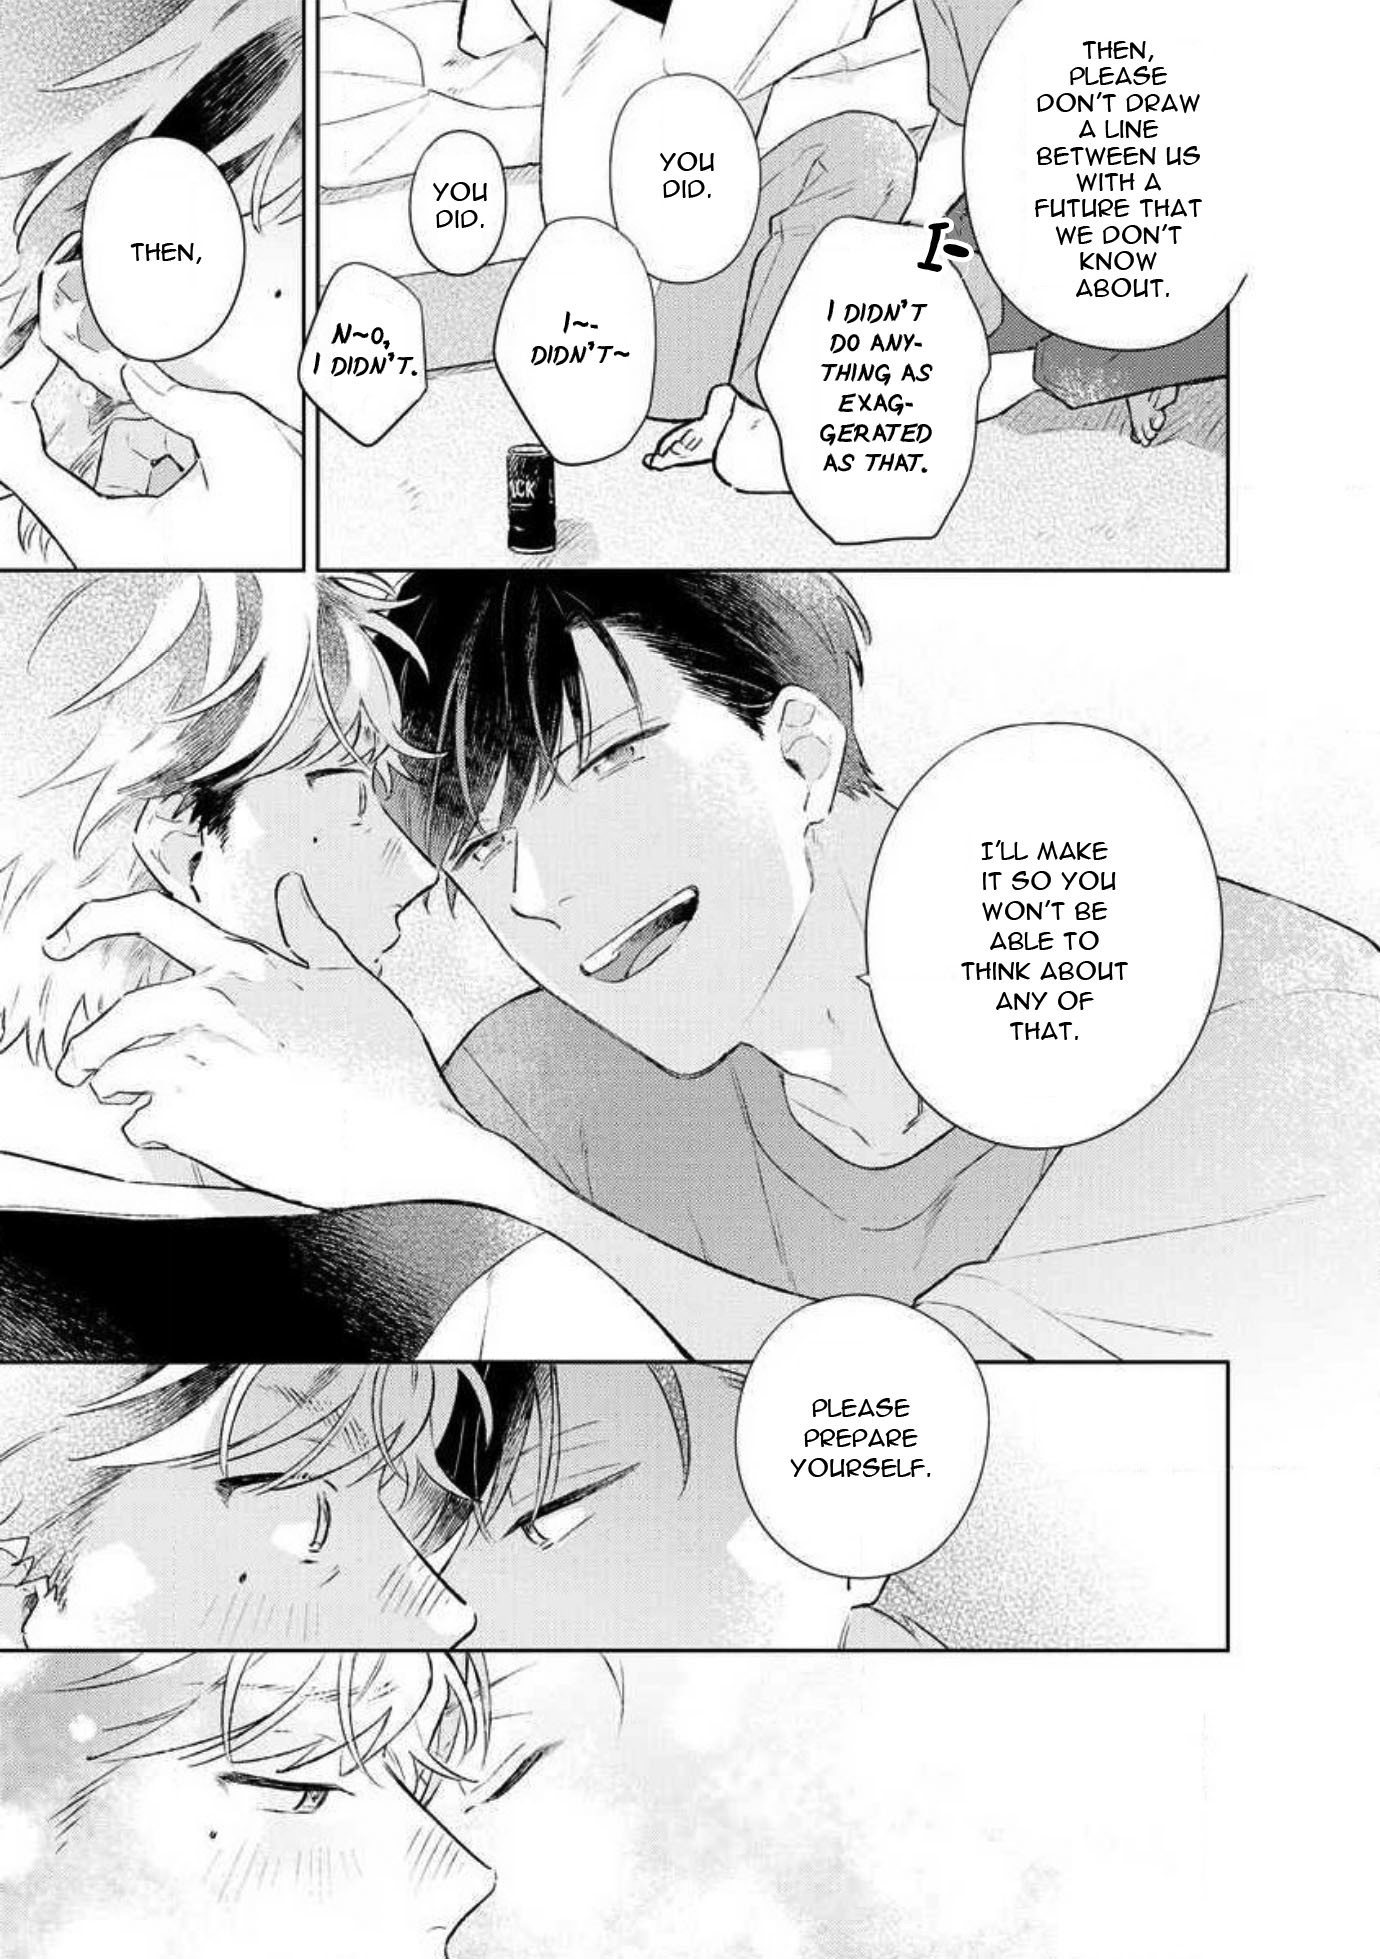 THEN,
PLEASE
DON'T DRAW
A LINE
BETWEEN US
WITH A
FUTURE THAT
WE DON'T
KNOW
ABOUT.
I-
I DIDN'T
DO ANY-
THING AS
EXAG-
GERATED
AS THAT.
YOU
DID.
I~-
DIDN'T~
YOU
DID.
N~O,
I DIDN'T.
THEN,
I'LL MAKE
IT SO YOU
WON'T BE
ABLE TO
THINK ABOUT
ANY OF
THAT.
PLEASE
PREPARE
YOURSELF.